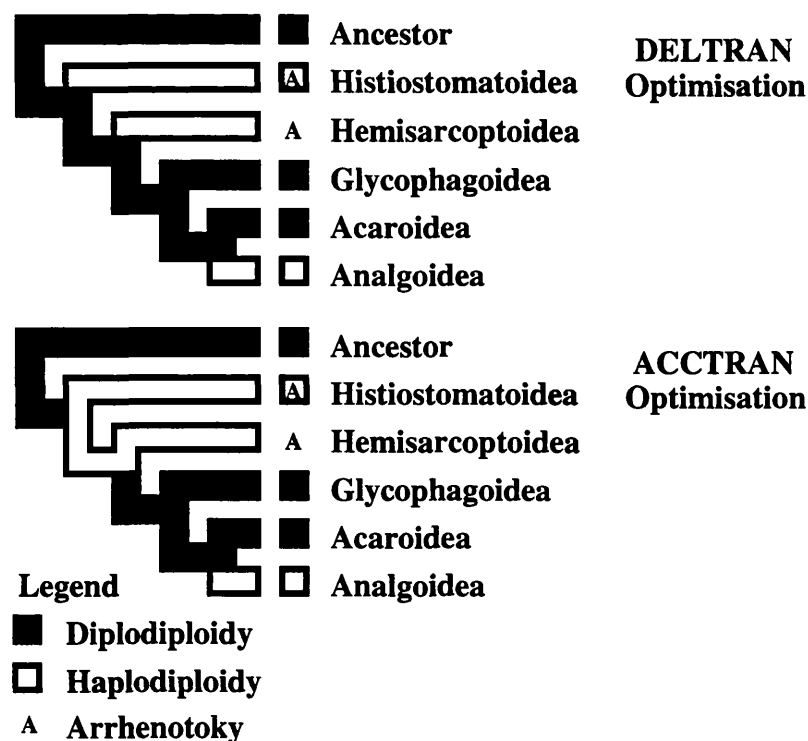 Ancestor
DELTRAN
Optimisation
A Histiostomatoidea
A Hemisarcoptoidea
Glycophagoidea
Acaroidea
Analgoidea
Ancestor
ACCTRAN
Optimisation
A Histiostomatoidea
A Hemisarcoptoidea
Glycophagoidea
Acaroidea
Analgoidea
Legend
Diplodiploidy
Haplodiploidy
A Arrhenotoky